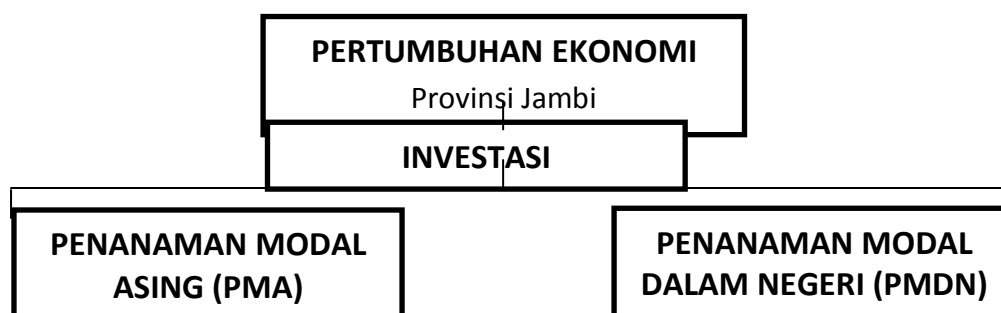 PERTUMBUHAN EKONOMI
Provinsi Jambi
INVESTASI
PENANAMAN MODAL
ASING (PMA)
PENANAMAN MODAL
DALAM NEGERI (PMDN)